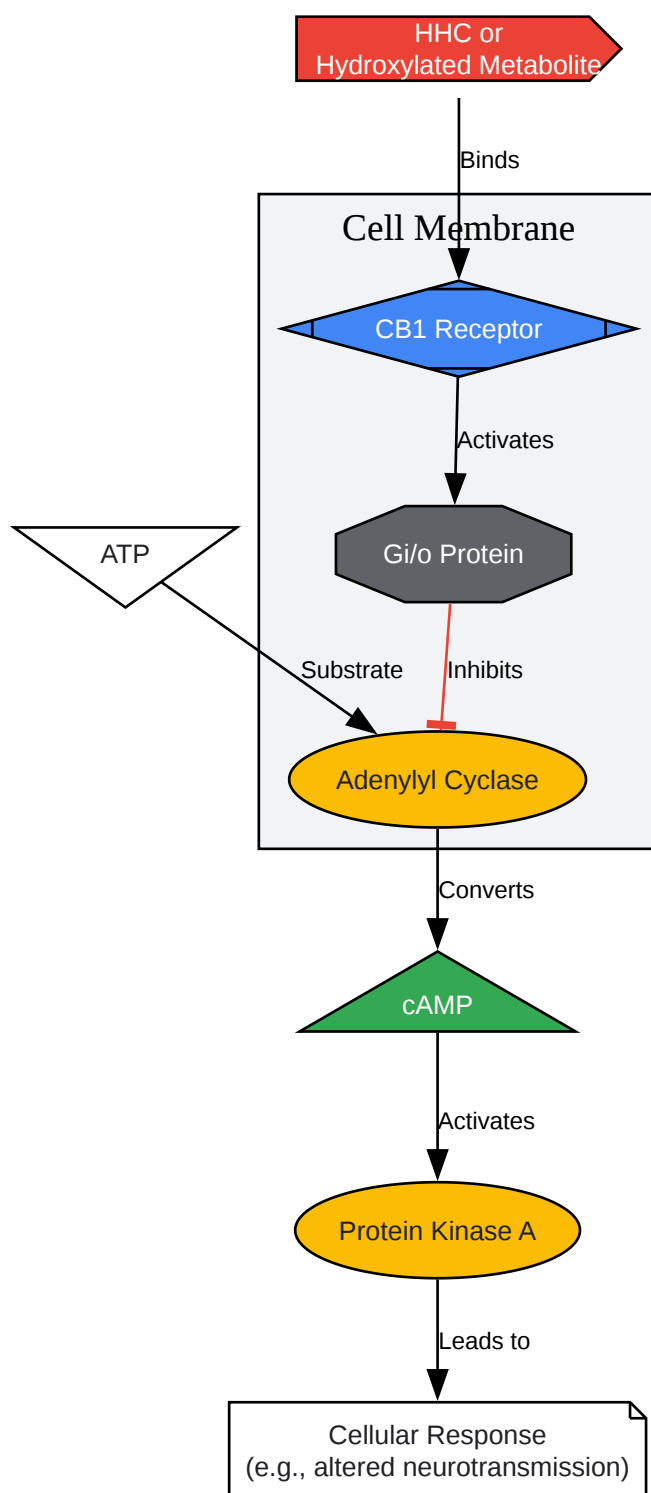 HHC or
Hydroxylated Metabolite
Binds
Cell Membrane
CB1 Receptor
Activates
ATP
Gi/o Protein
Substrate
Inhibits
Adenylyl Cyclase
Converts
cAMP
Activates
Protein Kinase A
Leads to
Cellular Response
(e.g., altered neurotransmission)